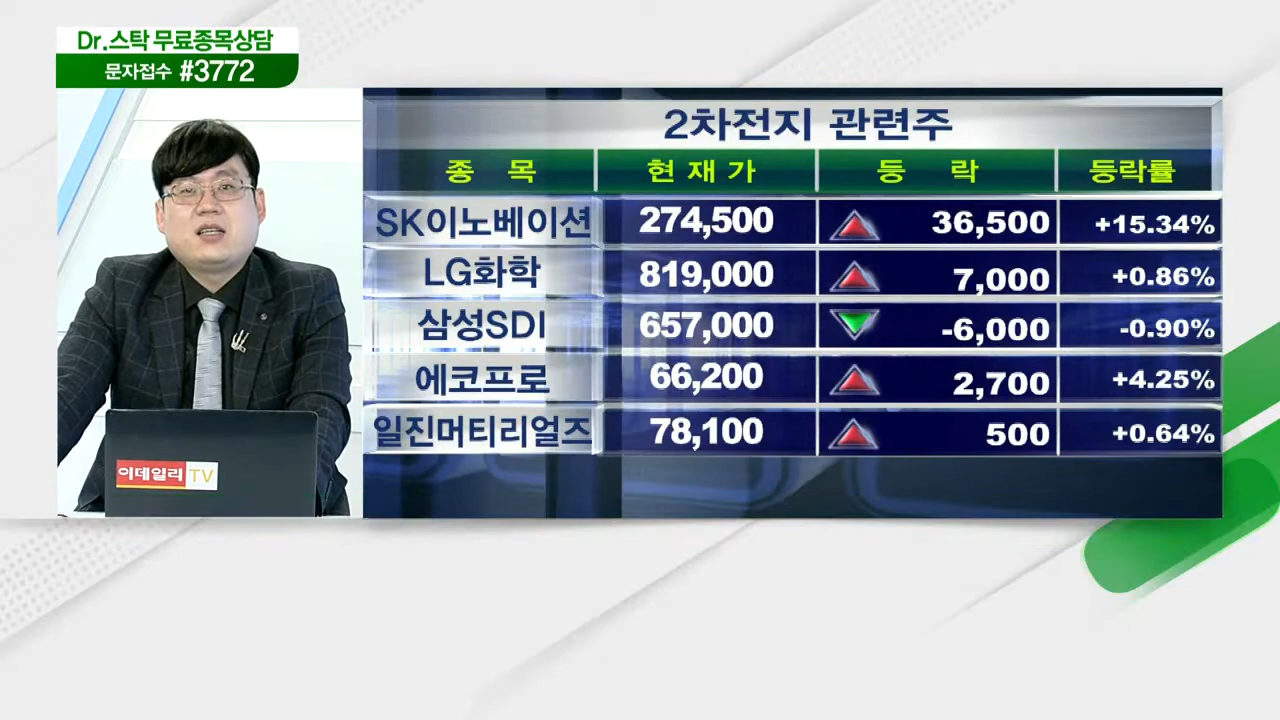 Dr.스탁 무료종목상담
문자접수 #3772
2차전지 관련주
종 목 현 재 가 등 락 등락률
SK이노베이션 274,500 36,500 +15.34%
LG화학 819,000 7,000 +0.86%
삼성SDI 657,000 -6,000 -0.90%
에코프로 66,200 2,700 +4.25%
일진머티리얼즈 78,100 500 +0.64%
이데일리 TV